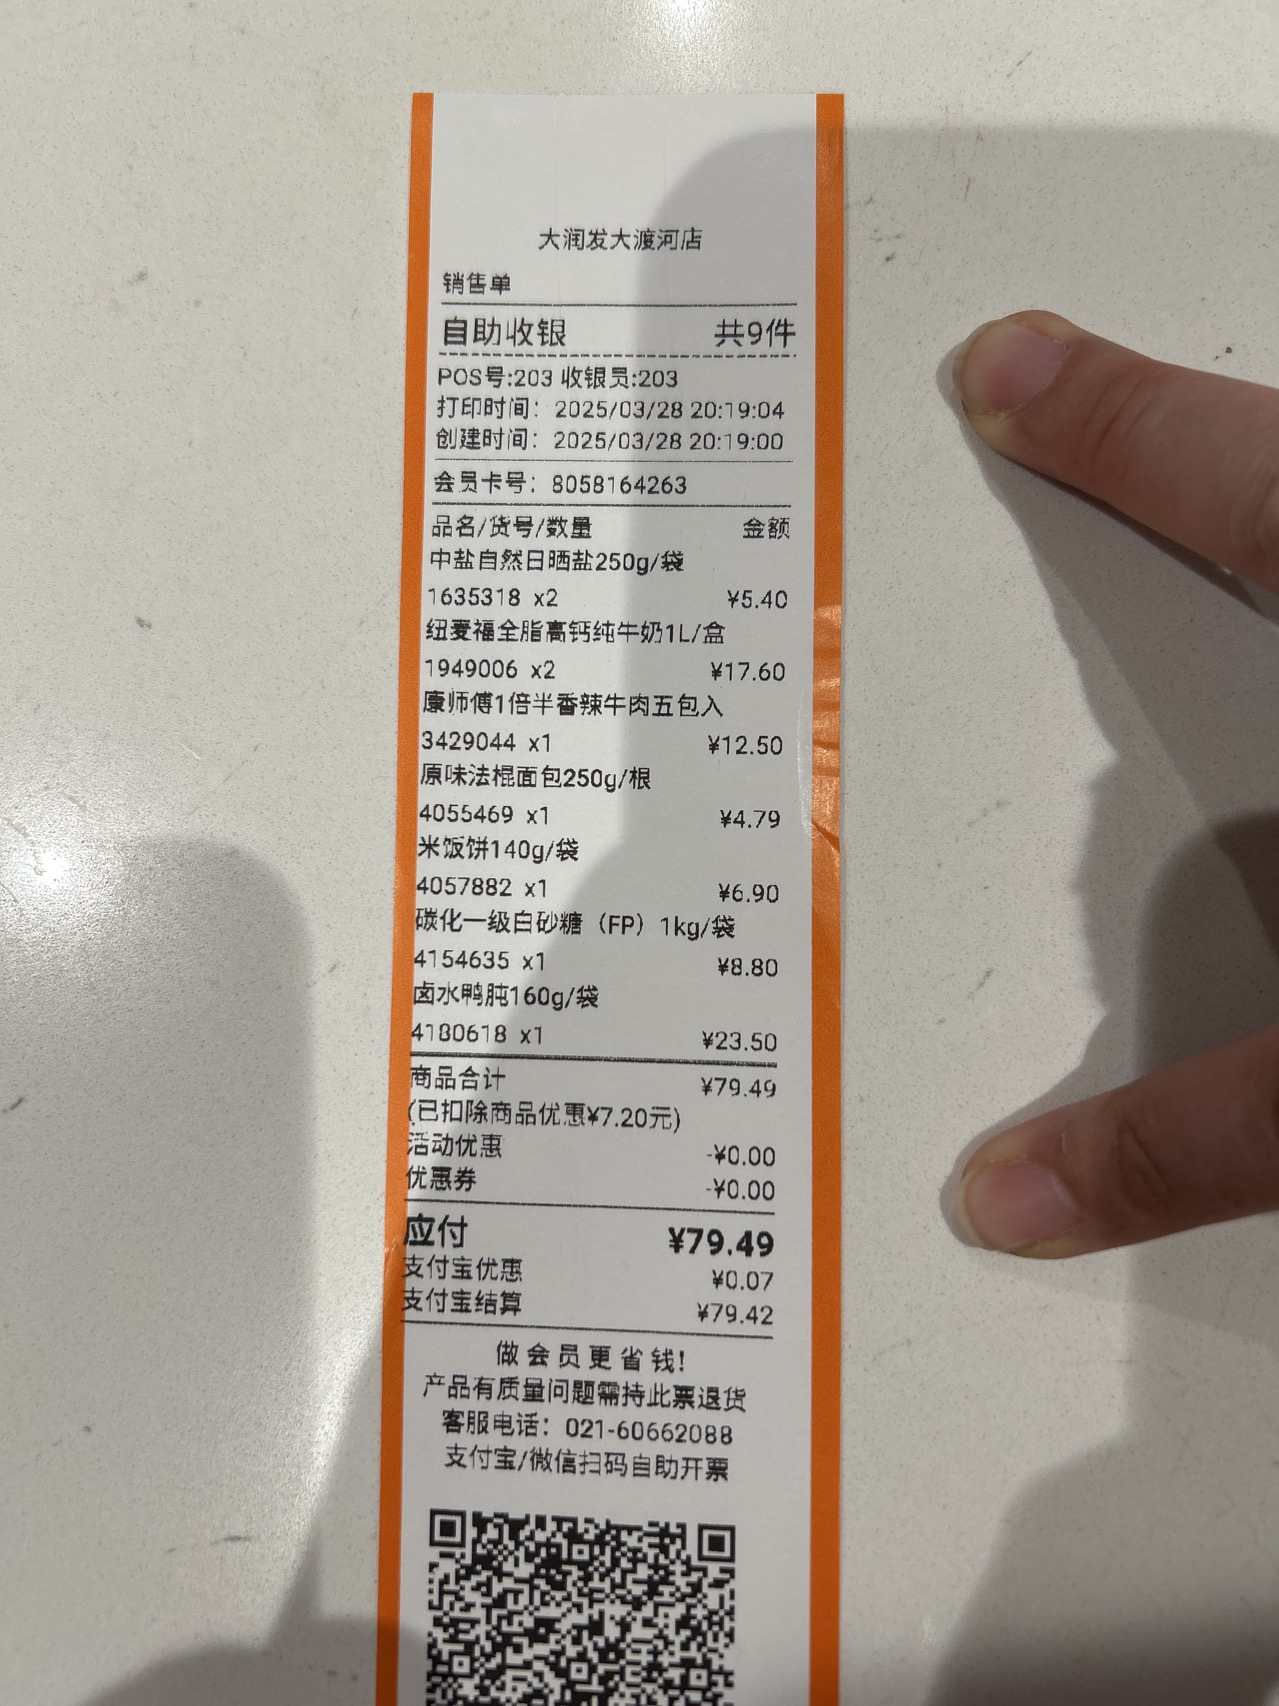 大润发大渡河店
销售单
自助收银 共9件
POS号:203 收银员:203
打印时间：2025/03/28 20:19:04
创建时间：2025/03/28 20:19:00
会员卡号：8058164263
品名/货号/数量 金额
中盐自然日晒盐250g/袋
1635318 x2 ¥5.40
纽麦福全脂高钙纯牛奶1L/盒
1949006 x2 ¥17.60
康师傅1倍半香辣牛肉五包入
3429044 x1 ¥12.50
原味法棍面包250g/根
4055469 x1 ¥4.79
米饭饼140g/袋
4057882 x1 ¥6.90
碳化一级白砂糖（FP）1kg/袋
4154635 x1 ¥8.80
卤水鸭肫160g/袋
4180618 x1 ¥23.50
商品合计 ¥79.49
(已扣除商品优惠¥7.20元)
活动优惠 -¥0.00
优惠券 -¥0.00
应付 ¥79.49
支付宝优惠 ¥0.07
支付宝结算 ¥79.42
做会员更省钱!
产品有质量问题需持此票退货
客服电话：021-60662088
支付宝/微信扫码自助开票